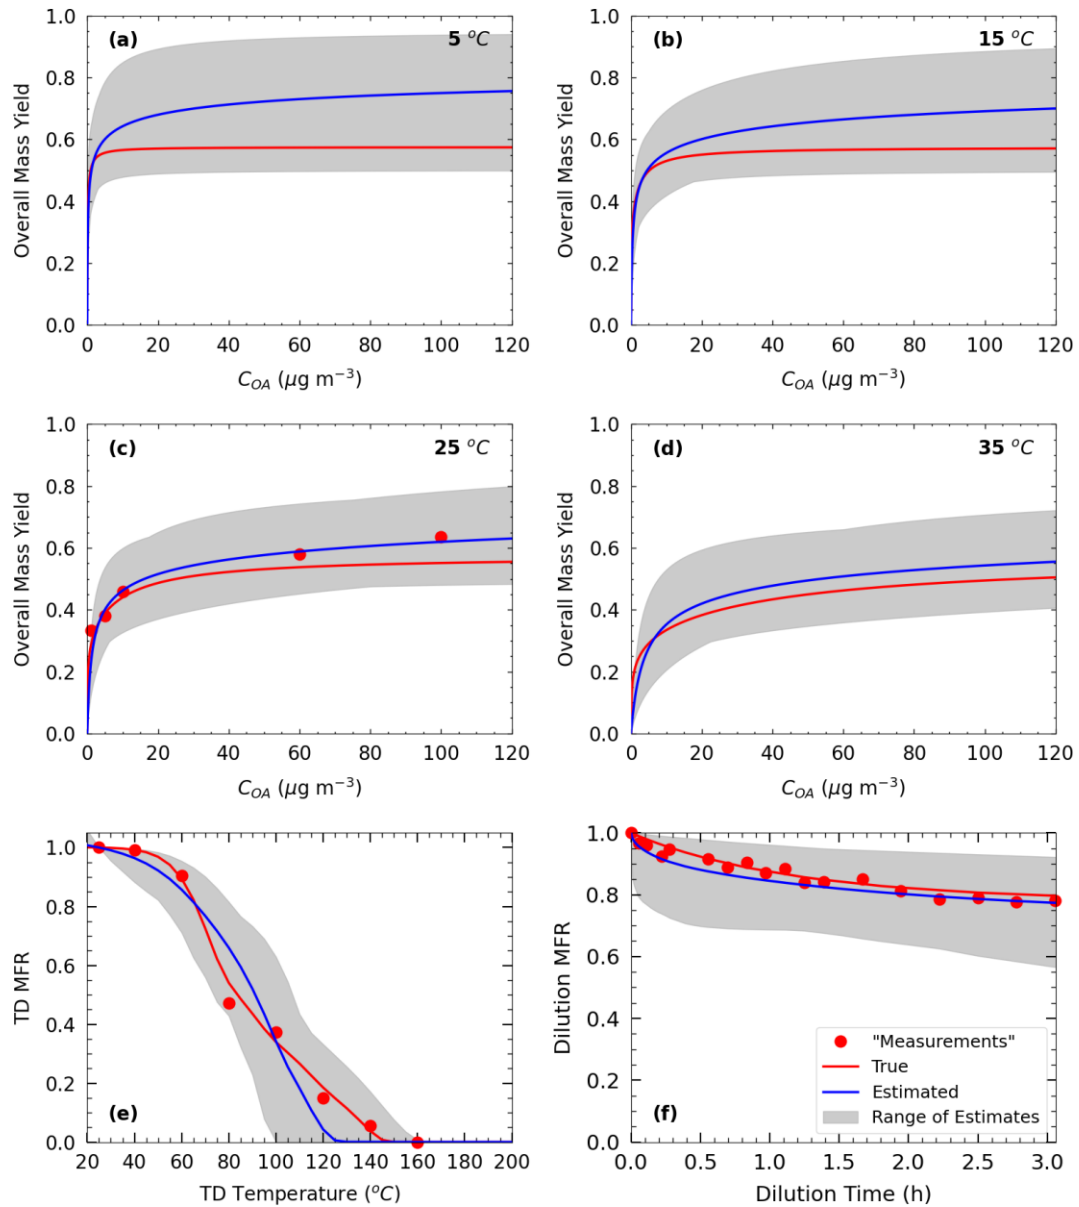 (a) 5 °C
Overall Mass Yield
1.0
0.8
0.6
0.4
0.2
0.0
0 20 40 60 80 100 120
C_OA (μg m⁻³)
(b) 15 °C
Overall Mass Yield
1.0
0.8
0.6
0.4
0.2
0.0
0 20 40 60 80 100 120
C_OA (μg m⁻³)
(c) 25 °C
Overall Mass Yield
1.0
0.8
0.6
0.4
0.2
0.0
0 20 40 60 80 100 120
C_OA (μg m⁻³)
(d) 35 °C
Overall Mass Yield
1.0
0.8
0.6
0.4
0.2
0.0
0 20 40 60 80 100 120
C_OA (μg m⁻³)
TD MFR
1.0
0.8
0.6
0.4
0.2
0.0
(e)
20 40 60 80 100 120 140 160 180 200
TD Temperature (°C)
Dilution MFR
1.0
0.8
0.6
0.4
0.2
0.0
"Measurements"
True
Estimated
Range of Estimates
(f)
0.0 0.5 1.0 1.5 2.0 2.5 3.0
Dilution Time (h)